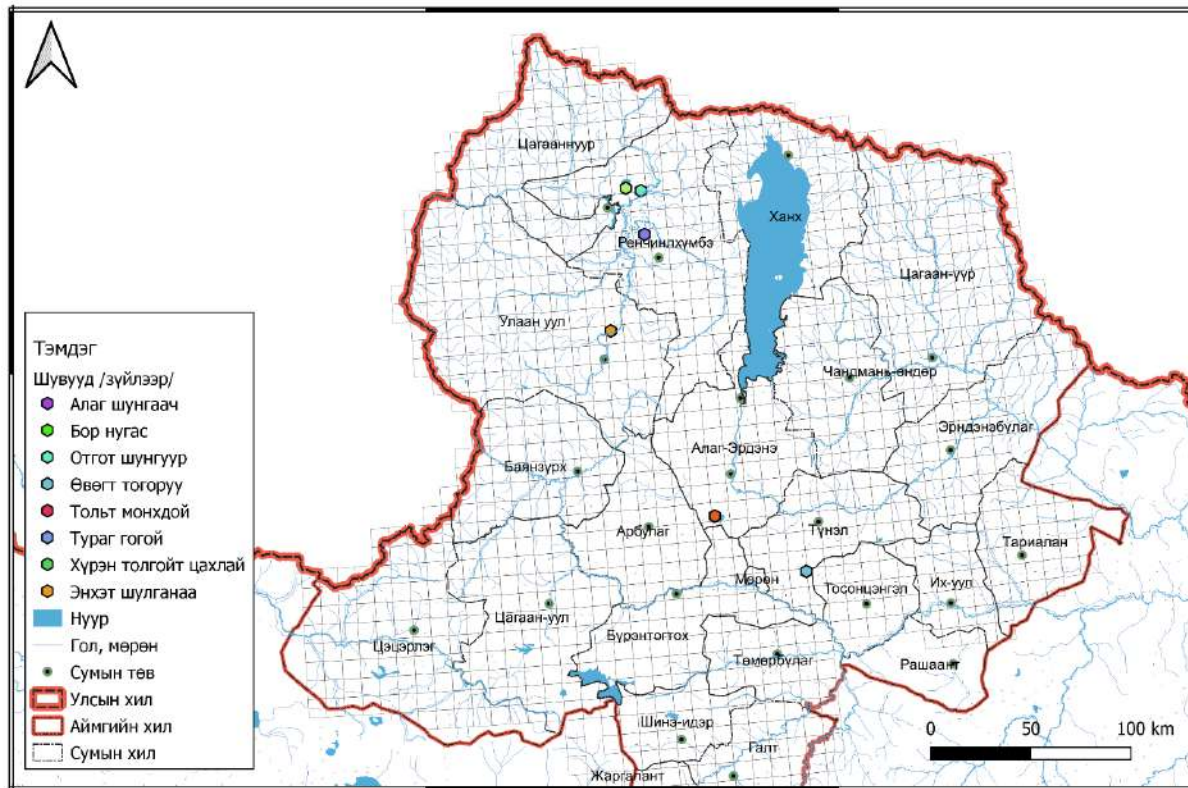 Цагааннуур
Ханх
Ренчинлхүмбэ
Цагаан-үүр
Улаан уул
Чандмань-өндөр
Эрндэнэбулаг
Алаг-Эрдэнэ
Баянзүрх
Арбулаг
Түнэл
Тариалан
Мөрөн
Тосонцэнгэл
Их-уул
Цагаан-уул
Бүрэнтогтох
Цэцэрлэг
Төмөрбулаг
Рашаант
Шинэ-идэр
Галт
Жаргалант
Тэмдэг
Шувууд /зүйлээр/
Алаг шунгаач
Бор нугас
Отгот шунгуур
Өвөгт тогоруу
Тольт монхдой
Тураг гогой
Хүрэн толгойт цахлай
Энхэт шулганаа
Нуур
Гол, мөрөн
Сумын төв
Улсын хил
Аймгийн хил
Сумын хил
0 50 100 km